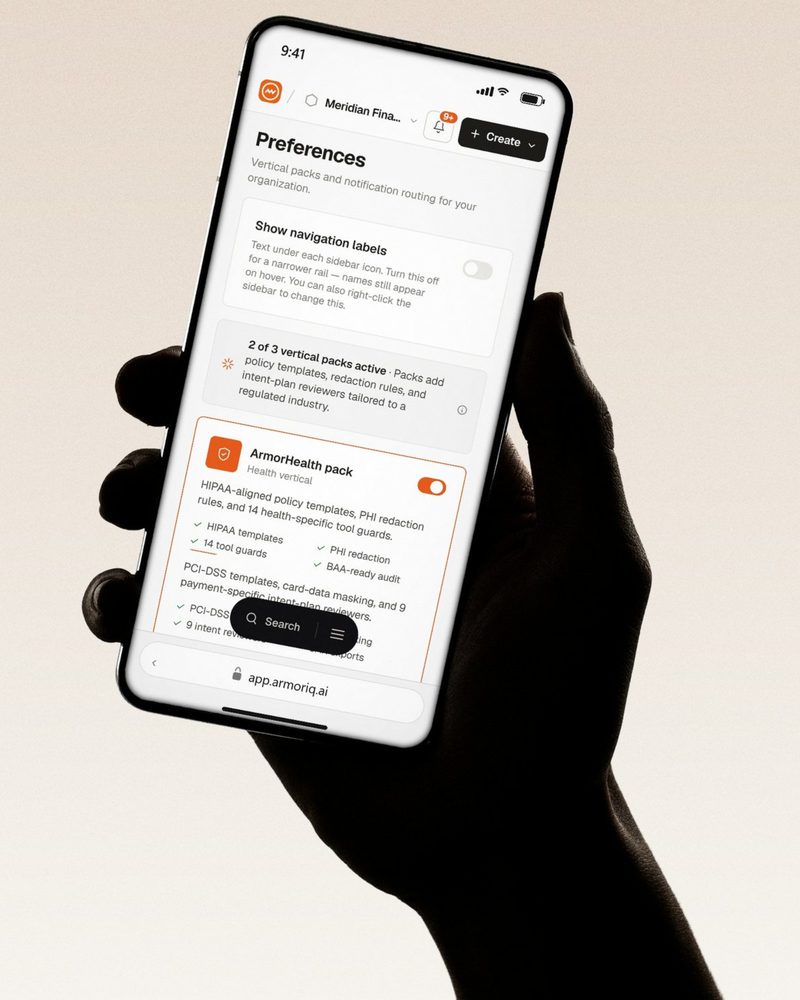 9:41
Meridian Fina...
9+
+ Create
Preferences
Vertical packs and notification routing for your
organization.
Show navigation labels
Text under each sidebar icon. Turn this off
for a narrower rail — names still appear
on hover. You can also right-click the
sidebar to change this.
2 of 3 vertical packs active · Packs add
policy templates, redaction rules, and
intent-plan reviewers tailored to a
regulated industry.
ArmorHealth pack
Health vertical
HIPAA-aligned policy templates, PHI redaction
rules, and 14 health-specific tool guards.
HIPAA templates
PHI redaction
14 tool guards
BAA-ready audit
PCI-DSS templates, card-data masking, and 9
payment-specific intent-plan reviewers.
PCI-DSS
9 intent
Search
app.armoriq.ai